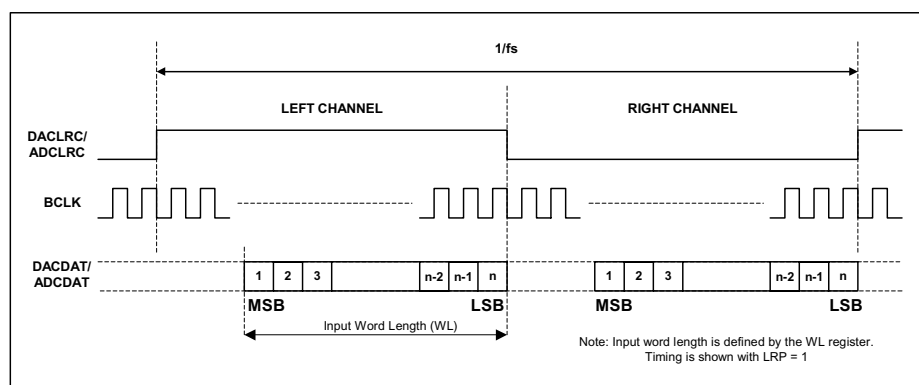 1/fs
LEFT CHANNEL
RIGHT CHANNEL
DACLRC/
ADCLRC
BCLK
DACDAT/
ADCDAT
1 2 3 n-2 n-1 n 1 2 3 n-2 n-1 n
MSB LSB MSB LSB
Input Word Length (WL)
Note: Input word length is defined by the WL register.
Timing is shown with LRP = 1